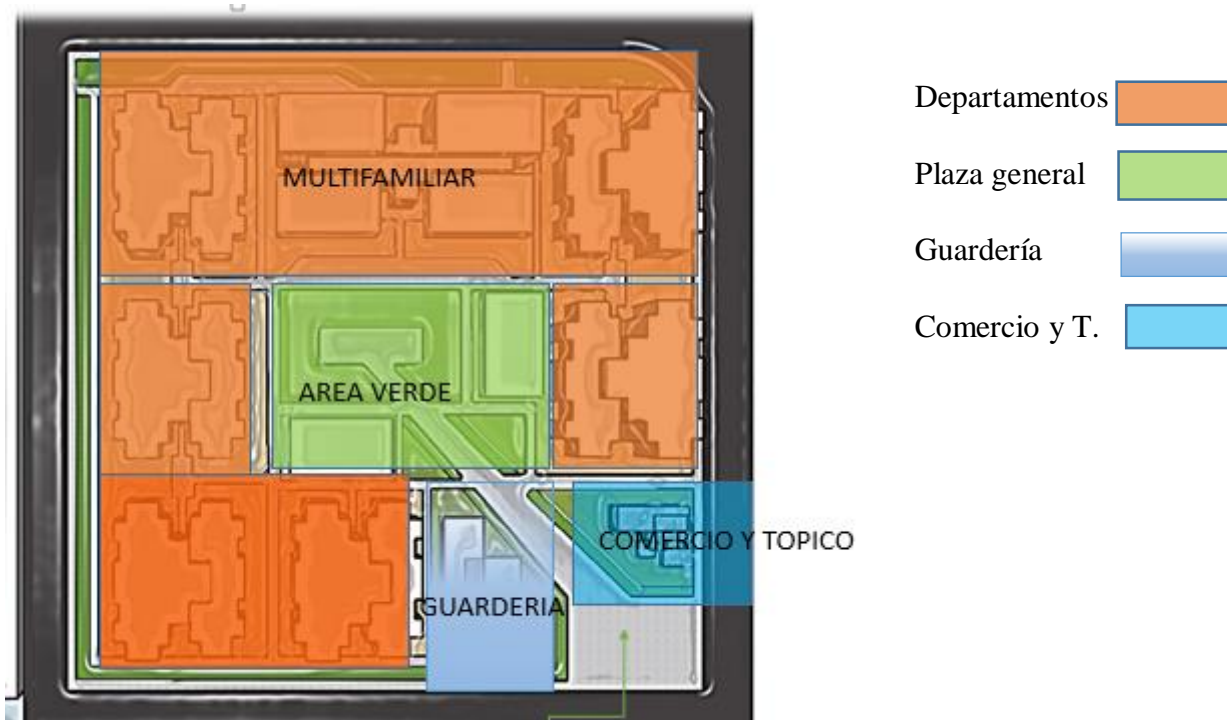 MULTIFAMILIAR
AREA VERDE
COMERCIO Y TOPICO
GUARDERIA
Departamentos
Plaza general
Guardería
Comercio y T.